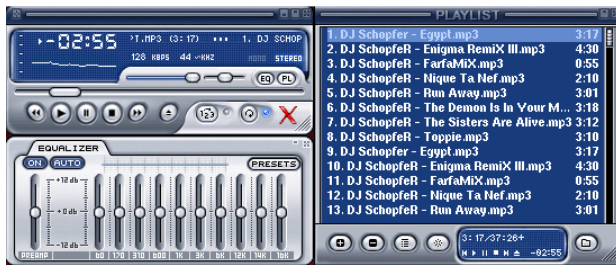 -02:55
>T.MP3 (3:17) ••• 1. DJ SCHOP
128 KBPS 44 KHZ MONO STEREO
EQ PL
123
EQUALIZER
ON AUTO PRESETS
+12 db
+0 db
-12 db
PREAMP 60 170 310 600 1K 3K 6K 12K 14K 16K
PLAYLIST
1. DJ Schopfer - Egypt.mp3 3:17
2. DJ SchopfeR - Enigma RemiX III.mp3 4:30
3. DJ SchopfeR - FarfaMiX.mp3 0:55
4. DJ SchopfeR - Nique Ta Nef.mp3 2:10
5. DJ SchopfeR - Run Away.mp3 3:01
6. DJ SchopfeR - The Demon Is In Your M... 3:18
7. DJ SchopfeR - The Sisters Are Alive.mp3 3:12
8. DJ SchopfeR - Toppie.mp3 3:10
9. DJ Schopfer - Egypt.mp3 3:17
10. DJ SchopfeR - Enigma RemiX III.mp3 4:30
11. DJ SchopfeR - FarfaMiX.mp3 0:55
12. DJ SchopfeR - Nique Ta Nef.mp3 2:10
13. DJ SchopfeR - Run Away.mp3 3:01
3:17/37:26+
-02:55